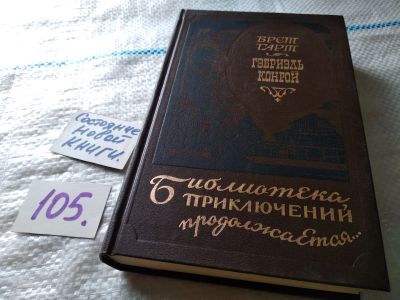 БРЕТ
ГАРТ
ГЭБРИЭЛЬ
КОНРОЙ
Состояние
новой
книги.
105.
Библиотека
ПРИКЛЮЧЕНИЙ
продолжается...